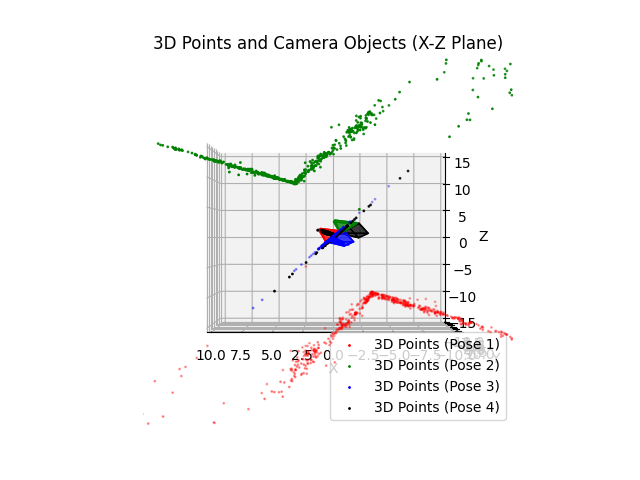 3D Points and Camera Objects (X-Z Plane)
15
10
5
0
Z
−5
−10
−15
10.0 7.5 5.0 2.5 0.0 −2.5 −5.0 −7.5
X
3D Points (Pose 1)
3D Points (Pose 2)
3D Points (Pose 3)
3D Points (Pose 4)